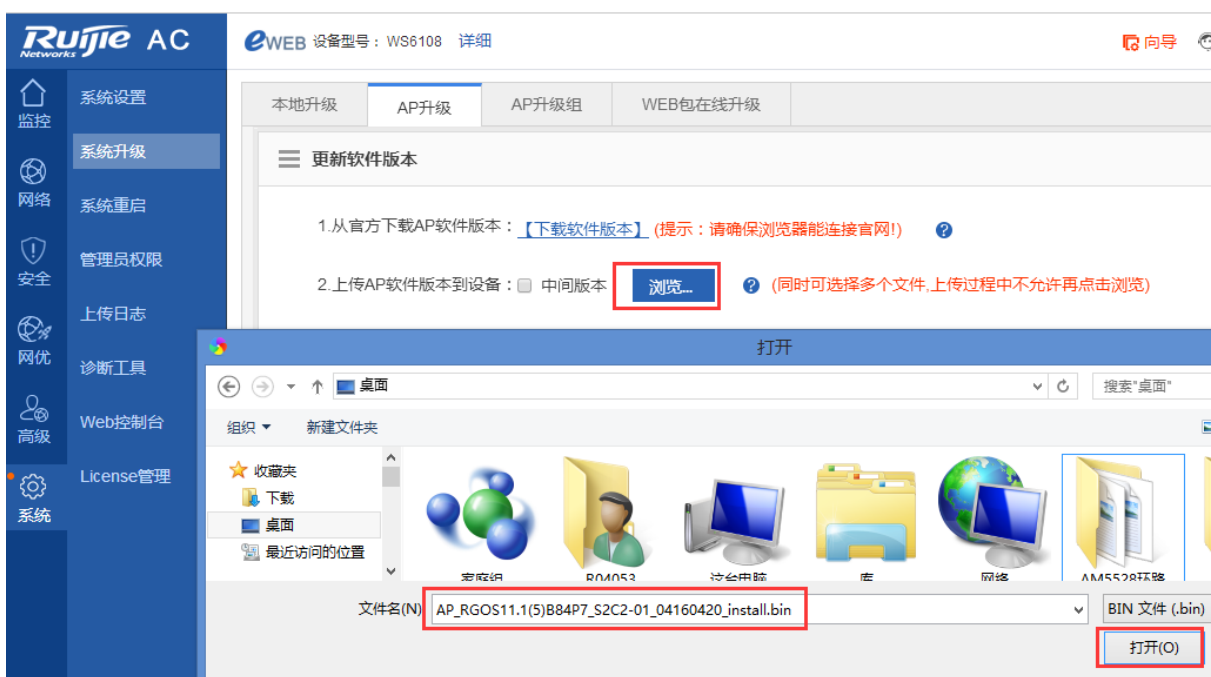 Ruijie Networks AC
eWEB 设备型号：WS6108 详细
向导
监控
网络
安全
网优
高级
系统
系统设置
系统升级
系统重启
管理员权限
上传日志
诊断工具
Web控制台
License管理
本地升级 AP升级 AP升级组 WEB包在线升级
更新软件版本
1.从官方下载AP软件版本：【下载软件版本】 (提示：请确保浏览器能连接官网!)
2.上传AP软件版本到设备： 中间版本 浏览... (同时可选择多个文件,上传过程中不允许再点击浏览)
打开
桌面 搜索"桌面"
组织 新建文件夹
收藏夹
下载
桌面
最近访问的位置
家庭组 R04053 这台电脑 库 网络 AM5528环路
文件名(N) AP_RGOS11.1(5)B84P7_S2C2-01_04160420_install.bin BIN 文件 (.bin)
打开(O)